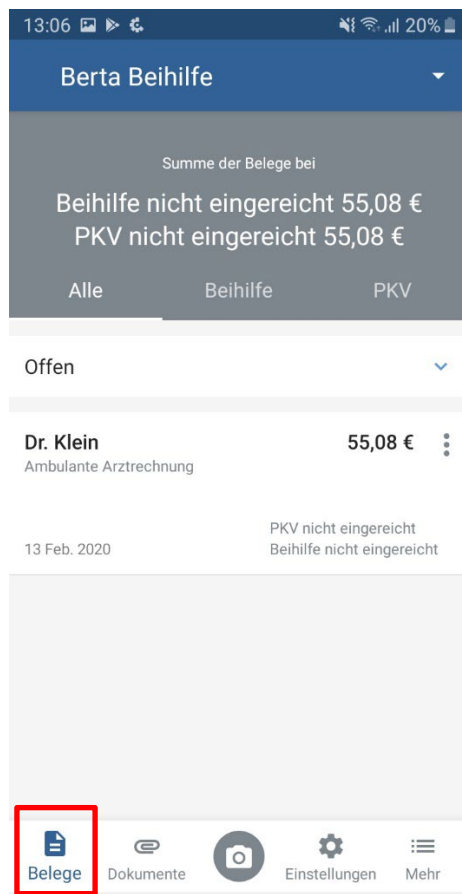 13:06 20%
Berta Beihilfe
Summe der Belege bei
Beihilfe nicht eingereicht 55,08 €
PKV nicht eingereicht 55,08 €
Alle Beihilfe PKV
Offen
Dr. Klein 55,08 €
Ambulante Arztrechnung
PKV nicht eingereicht
13 Feb. 2020 Beihilfe nicht eingereicht
Belege Dokumente Einstellungen Mehr